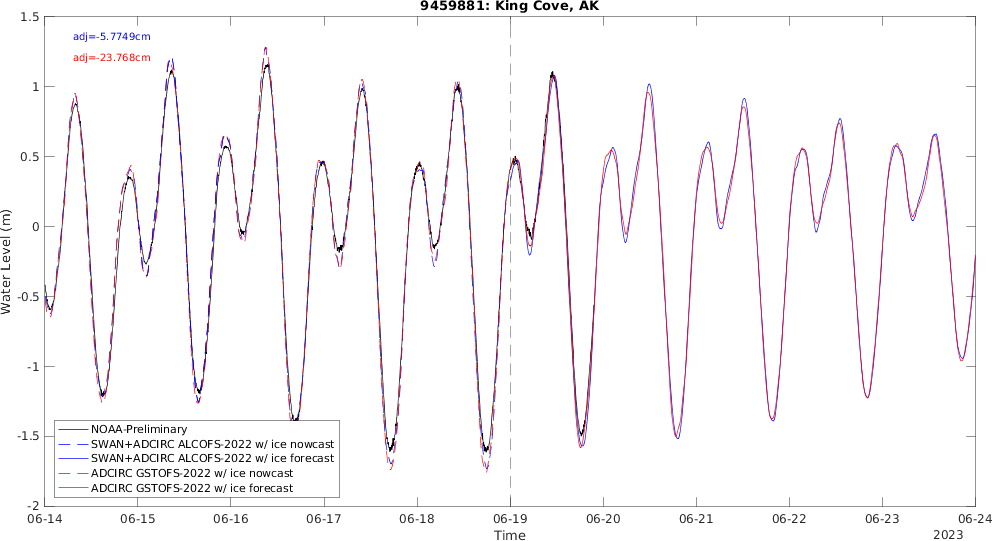 9459881: King Cove, AK
adj=-5.7749cm
adj=-23.768cm
Water Level (m)
1.5
1
0.5
0
-0.5
-1
-1.5
-2
NOAA-Preliminary
SWAN+ADCIRC ALCOFS-2022 w/ ice nowcast
SWAN+ADCIRC ALCOFS-2022 w/ ice forecast
ADCIRC GSTOFS-2022 w/ ice nowcast
ADCIRC GSTOFS-2022 w/ ice forecast
06-14 06-15 06-16 06-17 06-18 06-19 06-20 06-21 06-22 06-23 06-24
Time
2023